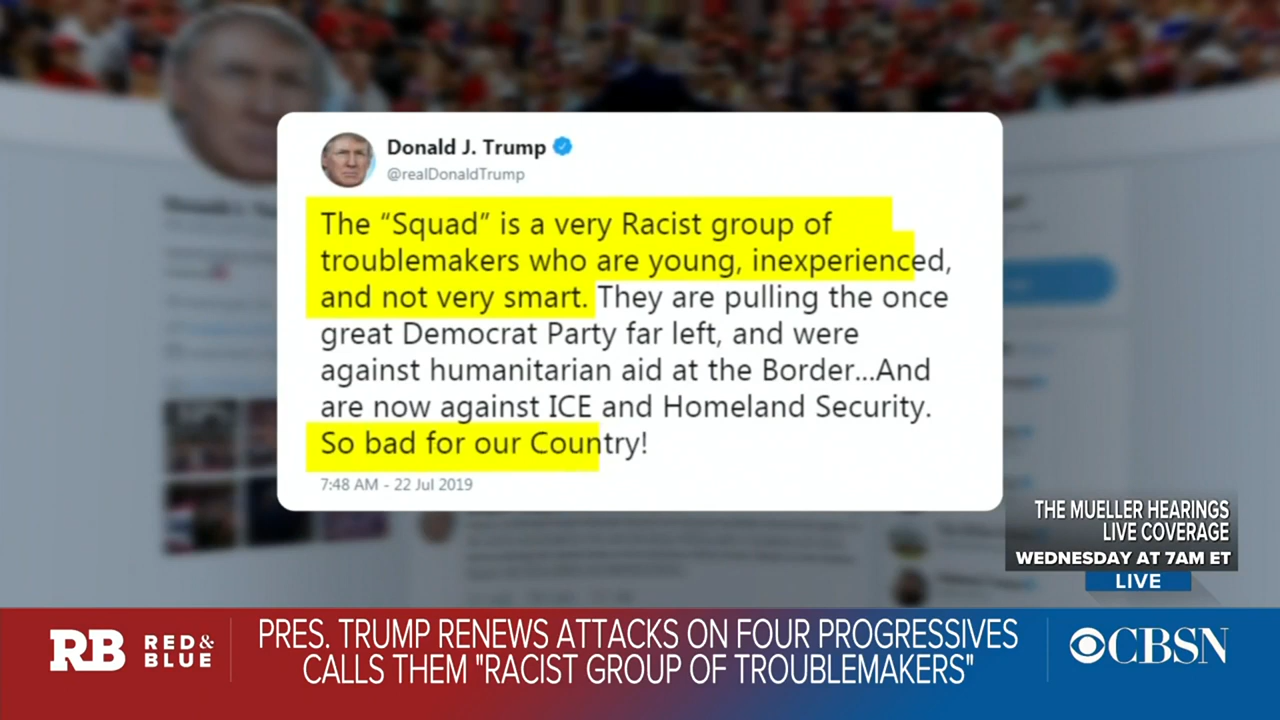 Donald J. Trump
@realDonaldTrump
The “Squad” is a very Racist group of
troublemakers who are young, inexperienced,
and not very smart. They are pulling the once
great Democrat Party far left, and were
against humanitarian aid at the Border...And
are now against ICE and Homeland Security.
So bad for our Country!
7:48 AM - 22 Jul 2019
THE MUELLER HEARINGS
LIVE COVERAGE
WEDNESDAY AT 7AM ET
LIVE
RB RED&
BLUE
PRES. TRUMP RENEWS ATTACKS ON FOUR PROGRESSIVES
CALLS THEM "RACIST GROUP OF TROUBLEMAKERS"
CBSN